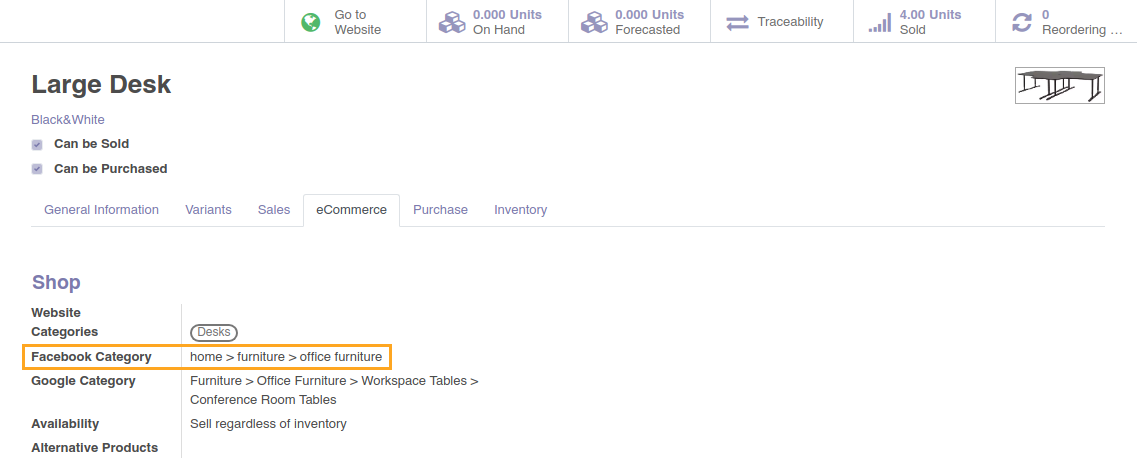 Go to
Website
0.000 Units
On Hand
0.000 Units
Forecasted
Traceability
4.00 Units
Sold
0
Reordering ...
Large Desk
Black&White
Can be Sold
Can be Purchased
General Information
Variants
Sales
eCommerce
Purchase
Inventory
Shop
Website
Categories
Desks
Facebook Category
home > furniture > office furniture
Google Category
Furniture > Office Furniture > Workspace Tables >
Conference Room Tables
Availability
Sell regardless of inventory
Alternative Products